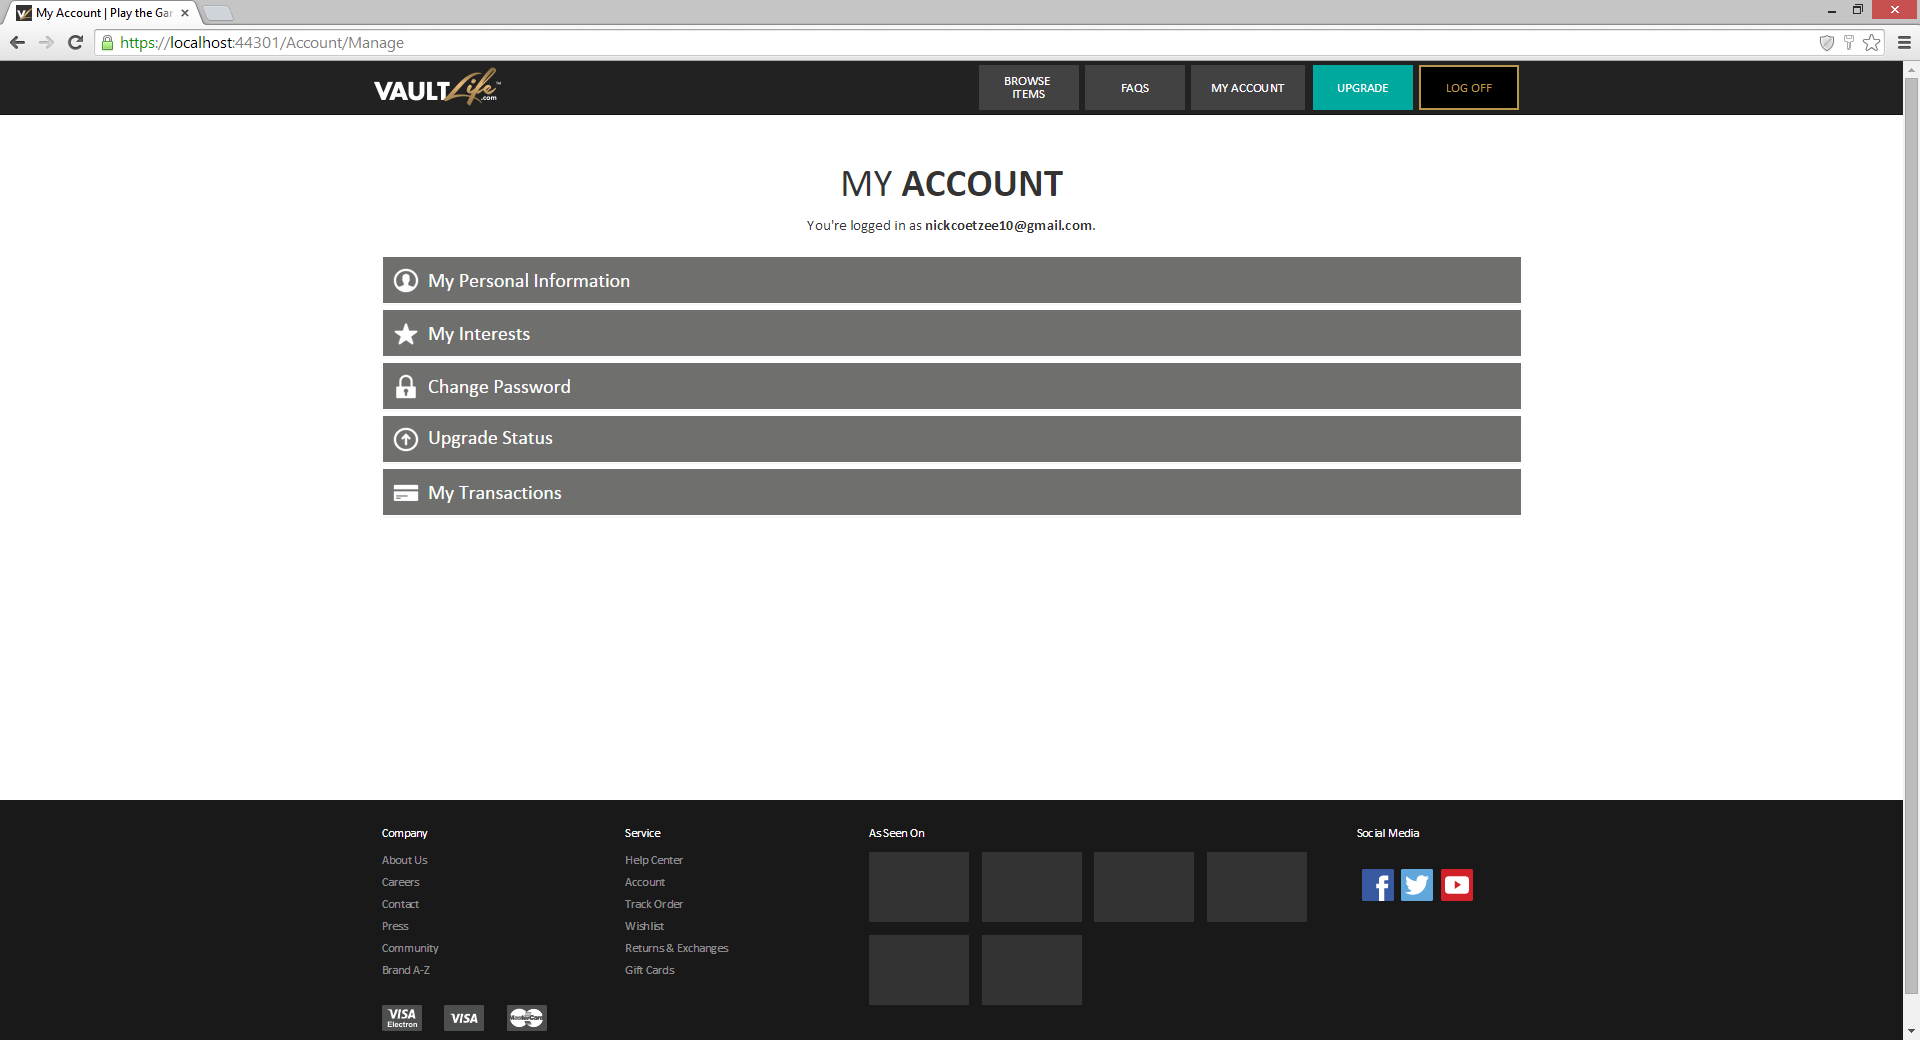 My Account | Play the Gar
https://localhost:44301/Account/Manage
VAULT Life™
.com
BROWSE
ITEMS
FAQS
MY ACCOUNT
UPGRADE
LOG OFF
MY ACCOUNT
You're logged in as nickcoetzee10@gmail.com.
My Personal Information
My Interests
Change Password
Upgrade Status
My Transactions
Company
About Us
Careers
Contact
Press
Community
Brand A-Z
Service
Help Center
Account
Track Order
Wishlist
Returns & Exchanges
Gift Cards
As Seen On
Social Media
VISA
Electron
VISA
MasterCard